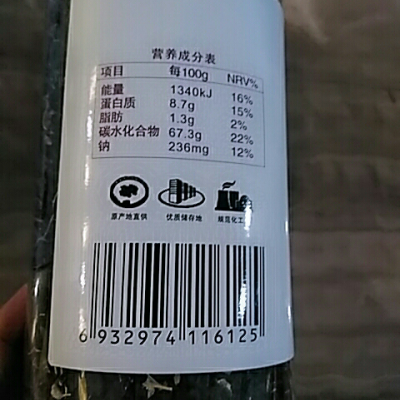 营养成分表
项目 每100g NRV%
能量 1340kJ 16%
蛋白质 8.7g 15%
脂肪 1.3g 2%
碳水化合物 67.3g 22%
钠 236mg 12%
原产地直供 优质储存地 规范化工
6 932974 116125